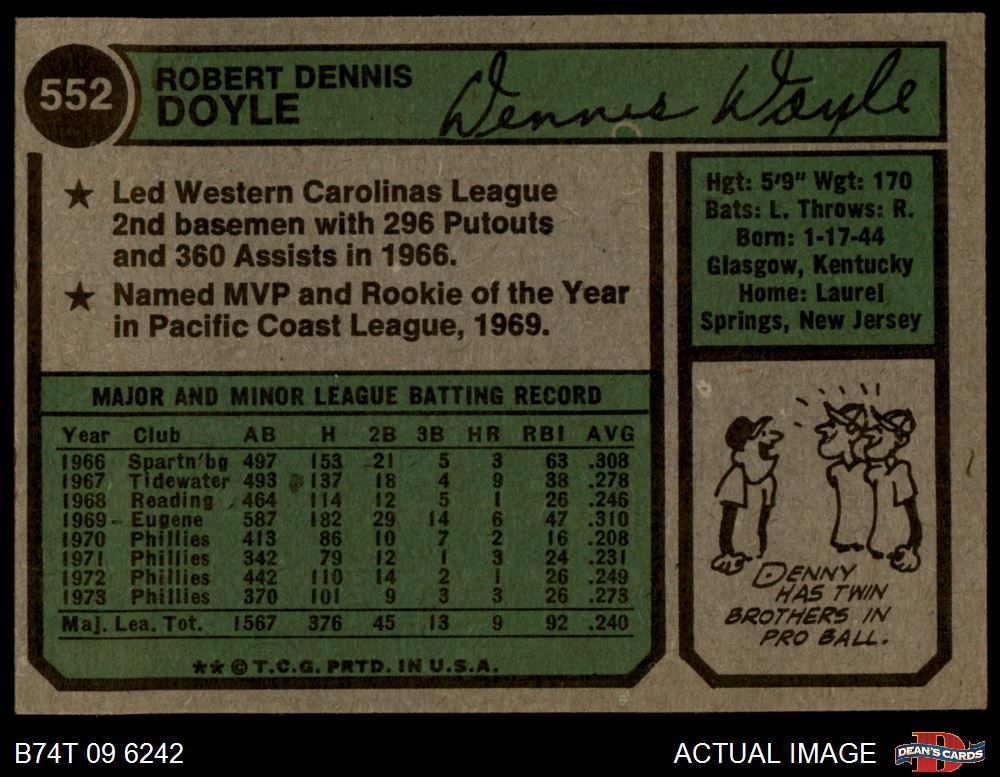 552
ROBERT DENNIS
DOYLE
Dennis Doyle
★ Led Western Carolinas League
2nd basemen with 296 Putouts
and 360 Assists in 1966.
★ Named MVP and Rookie of the Year
in Pacific Coast League, 1969.
Hgt: 5'9" Wgt: 170
Bats: L. Throws: R.
Born: 1-17-44
Glasgow, Kentucky
Home: Laurel
Springs, New Jersey
MAJOR AND MINOR LEAGUE BATTING RECORD
Year Club AB H 2B 3B HR RBI AVG
1966 Spartn'bg 497 153 21 5 3 63 .308
1967 Tidewater 493 137 18 4 9 38 .278
1968 Reading 464 114 12 5 1 26 .246
1969 Eugene 587 182 29 14 6 47 .310
1970 Phillies 413 86 10 7 2 16 .208
1971 Phillies 342 79 12 1 3 24 .231
1972 Phillies 442 110 14 2 1 26 .249
1973 Phillies 370 101 9 3 3 26 .273
Maj. Lea. Tot. 1567 376 45 13 9 92 .240
** © T.C.G. PRTD. IN U.S.A.
DENNY
HAS TWIN
BROTHERS IN
PRO BALL.
B74T 09 6242
ACTUAL IMAGE
D
DEAN'S CARDS